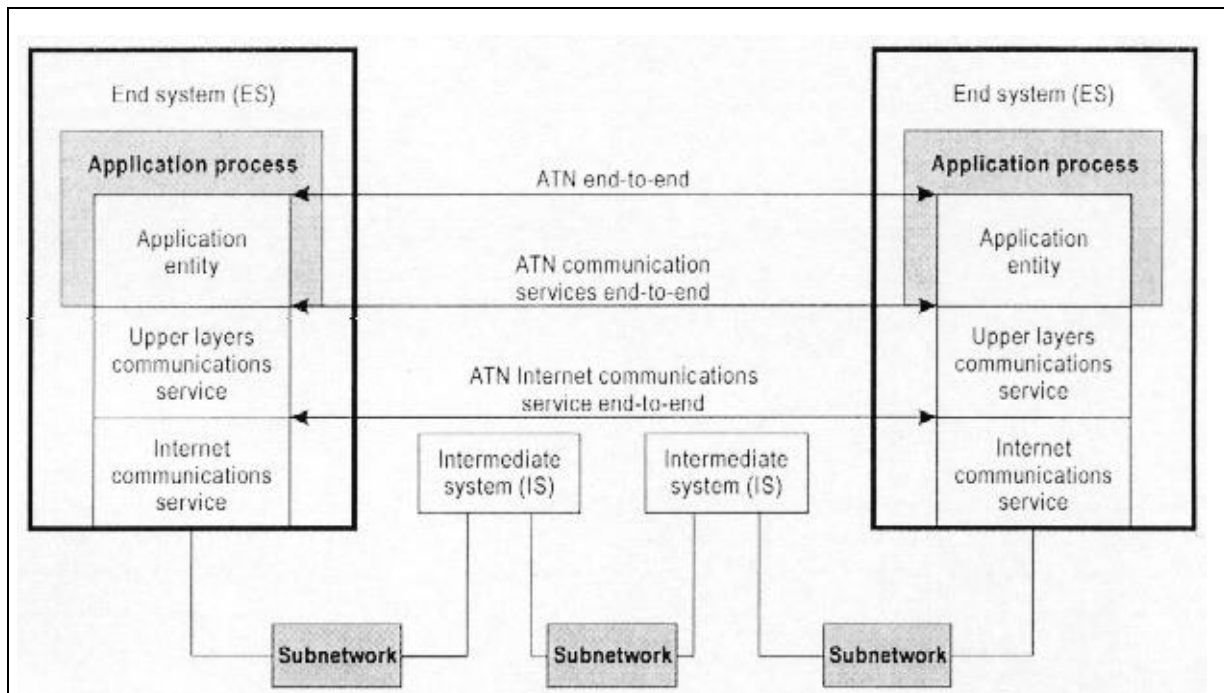 End system (ES)
Application process
Application
entity
Upper layers
communications
service
Internet
communications
service
ATN end-to-end
ATN communication
services end-to-end
ATN Internet communications
service end-to-end
Intermediate
system (IS)
Intermediate
system (IS)
End system (ES)
Application process
Application
entity
Upper layers
communications
service
Internet
communications
service
Subnetwork
Subnetwork
Subnetwork